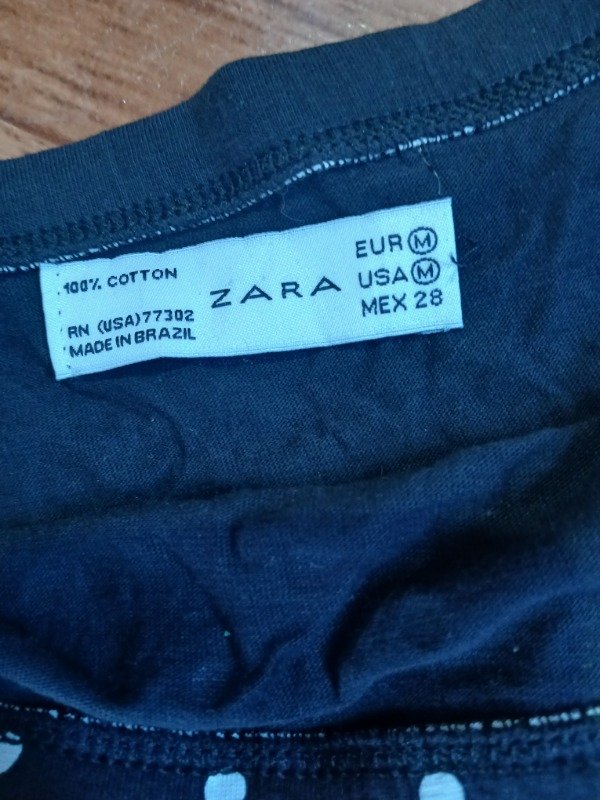 100% COTTON
RN (USA)77302
MADE IN BRAZIL
ZARA
EUR M
USA M
MEX 28